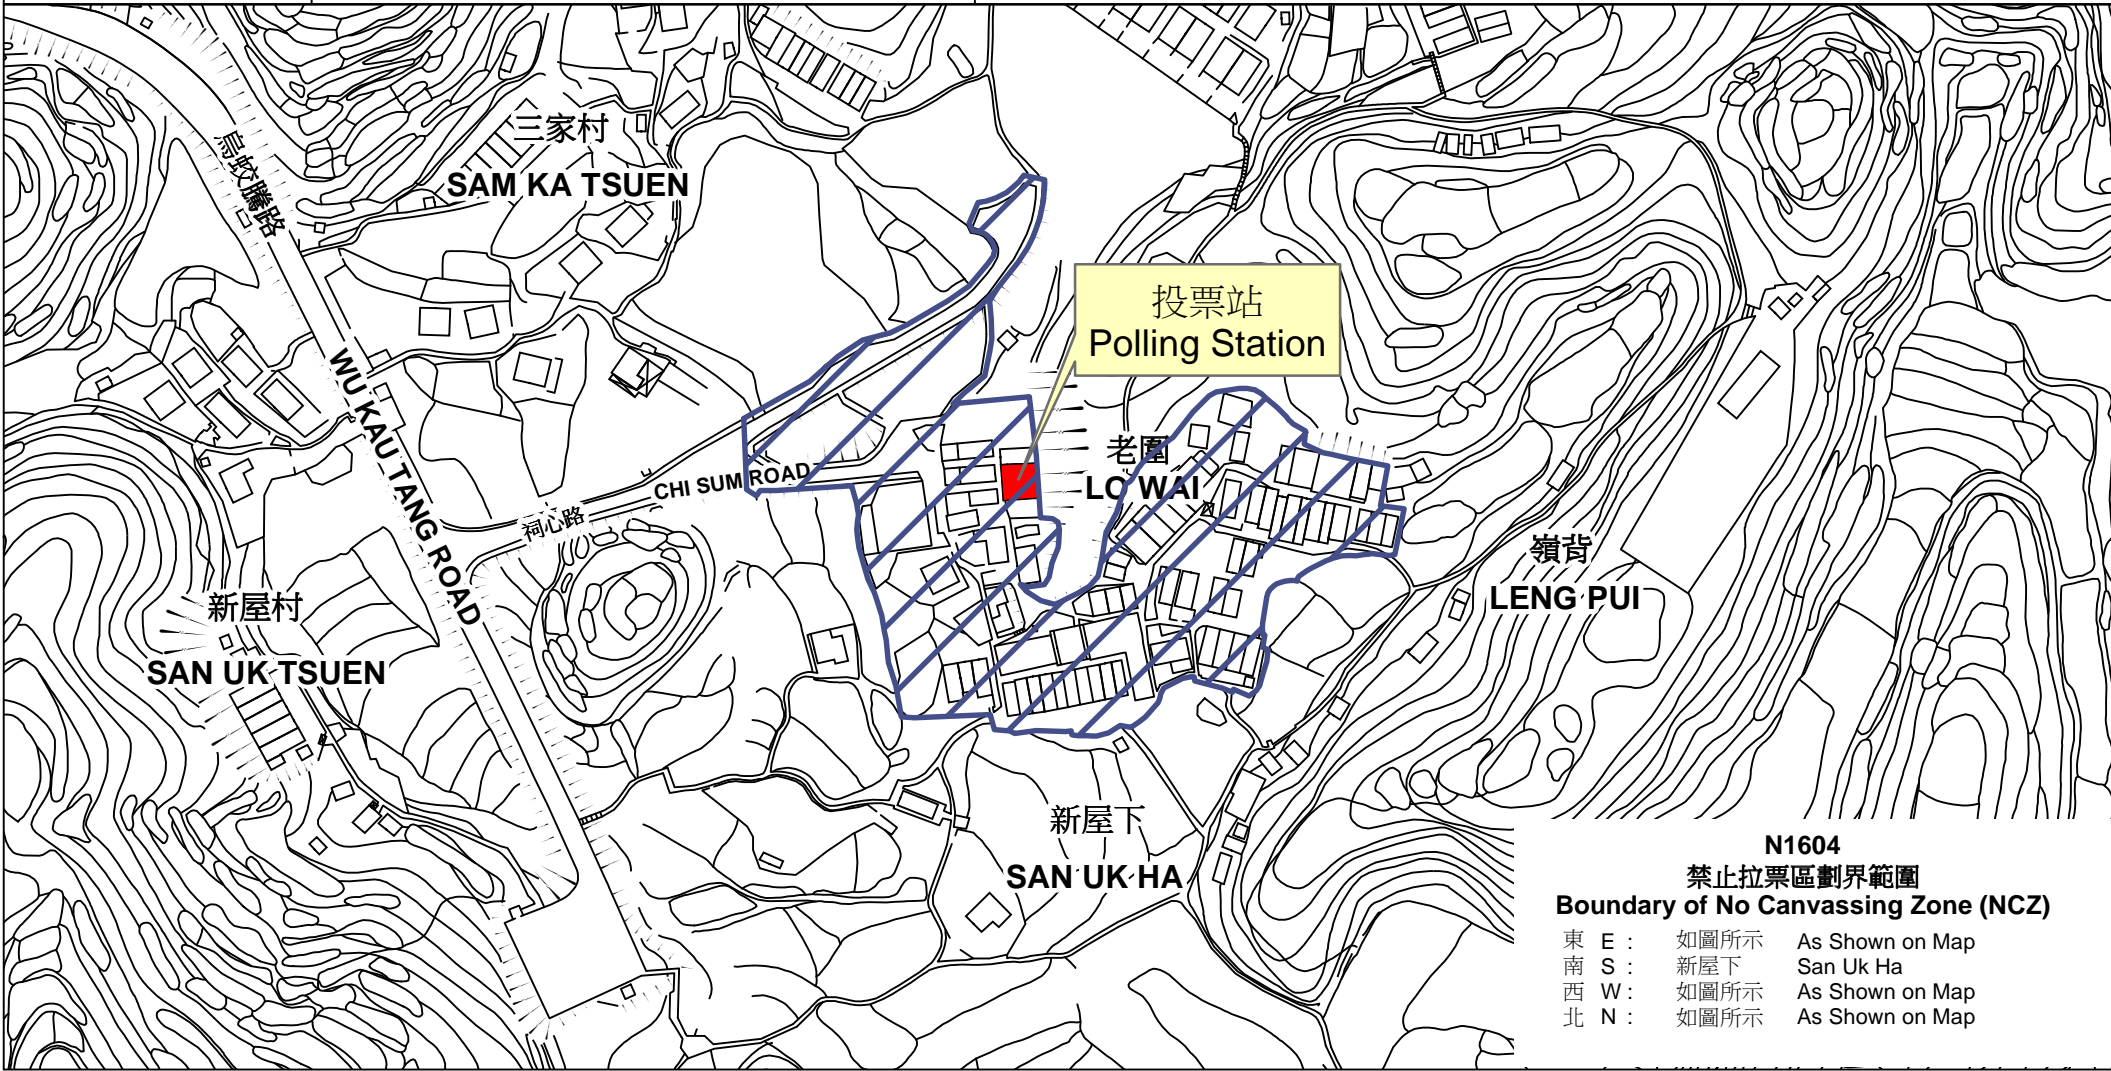 三家村
SAM KA TSUEN
烏蛟騰路
WU KAU TANG ROAD
投票站
Polling Station
老圍
LO WAI
CHI SUM ROAD
祠心路
嶺背
LENG PUI
新屋村
SAN UK TSUEN
新屋下
SAN UK HA
N1604
禁止拉票區劃界範圍
Boundary of No Canvassing Zone (NCZ)
東 E : 如圖所示 As Shown on Map
南 S : 新屋下 San Uk Ha
西 W : 如圖所示 As Shown on Map
北 N : 如圖所示 As Shown on Map